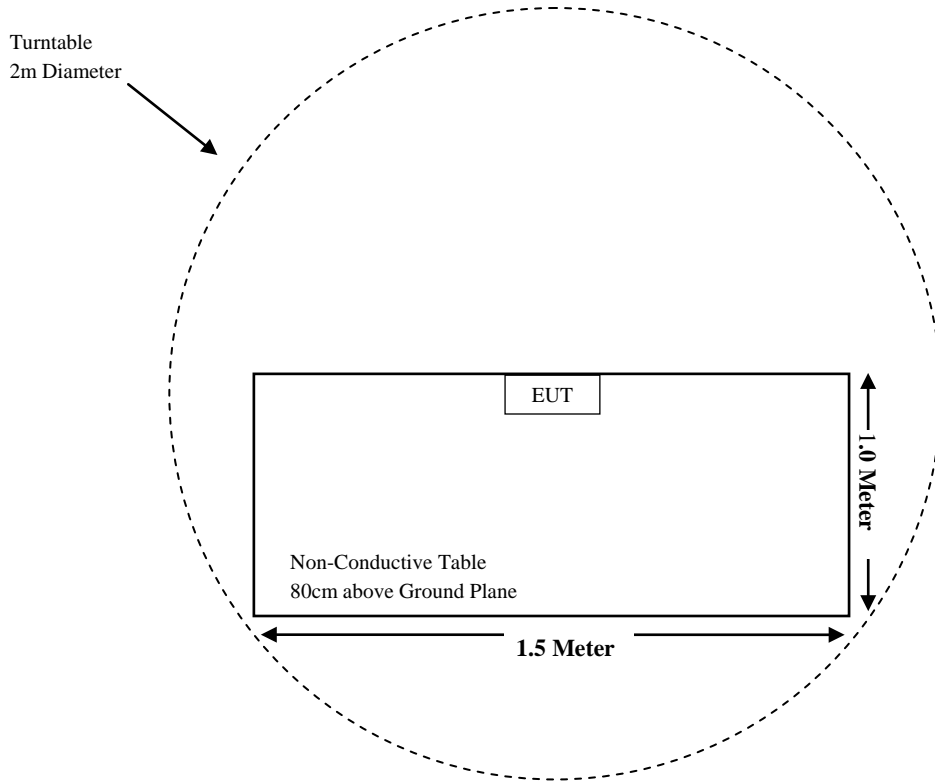 Turntable
2m Diameter
EUT
1.0 Meter
Non-Conductive Table
80cm above Ground Plane
1.5 Meter